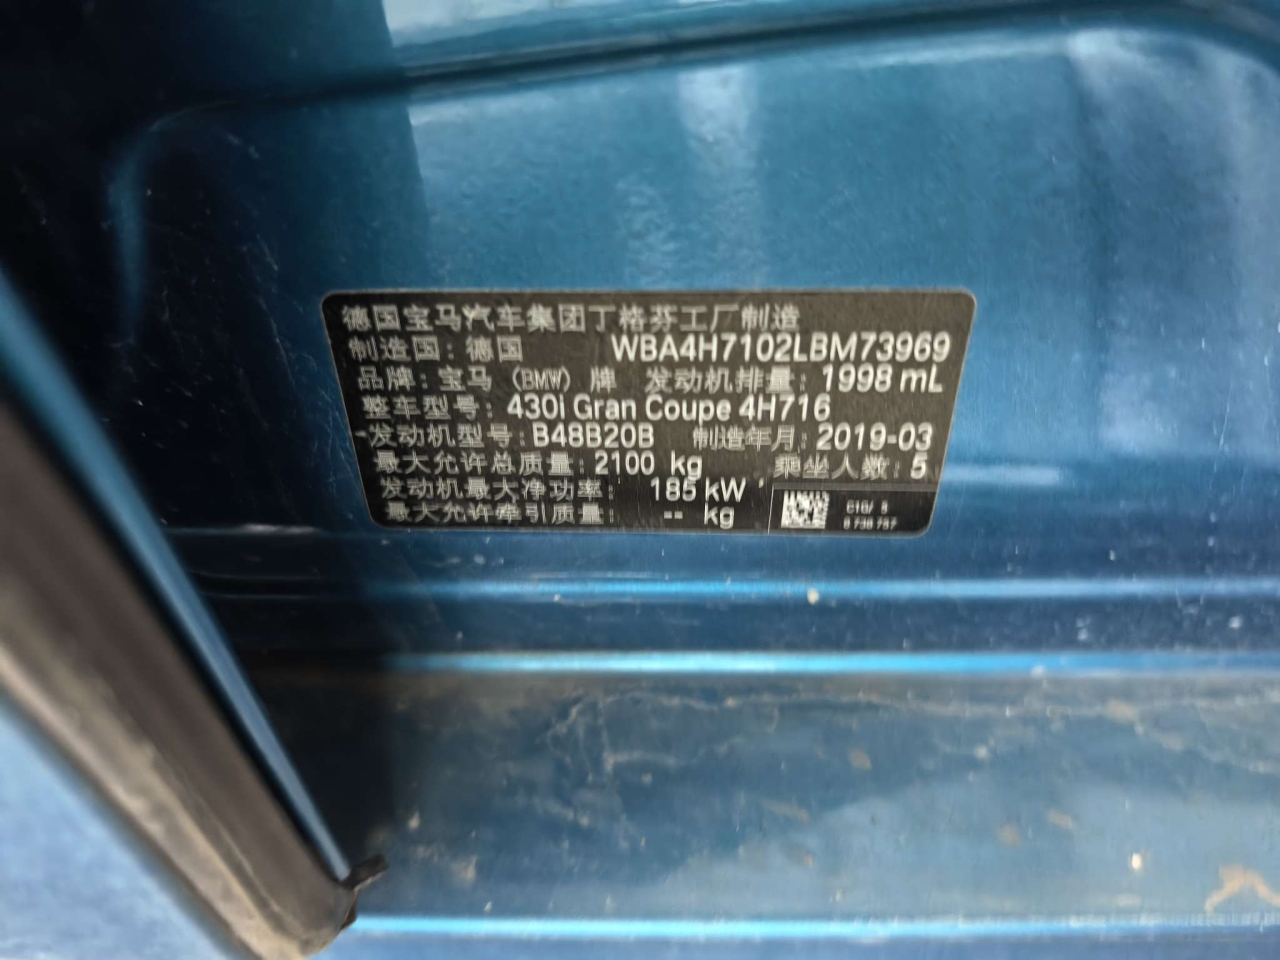 德国宝马汽车集团丁格芬工厂制造
制造国：德国 WBA4H7102LBM73969
品牌：宝马（BMW）牌 发动机排量：1998 mL
整车型号：430i Gran Coupe 4H716
发动机型号：B48B20B 制造年月：2019-03
最大允许总质量：2100 kg 乘坐人数：5
发动机最大净功率： 185 kW
最大允许牵引质量： -- kg